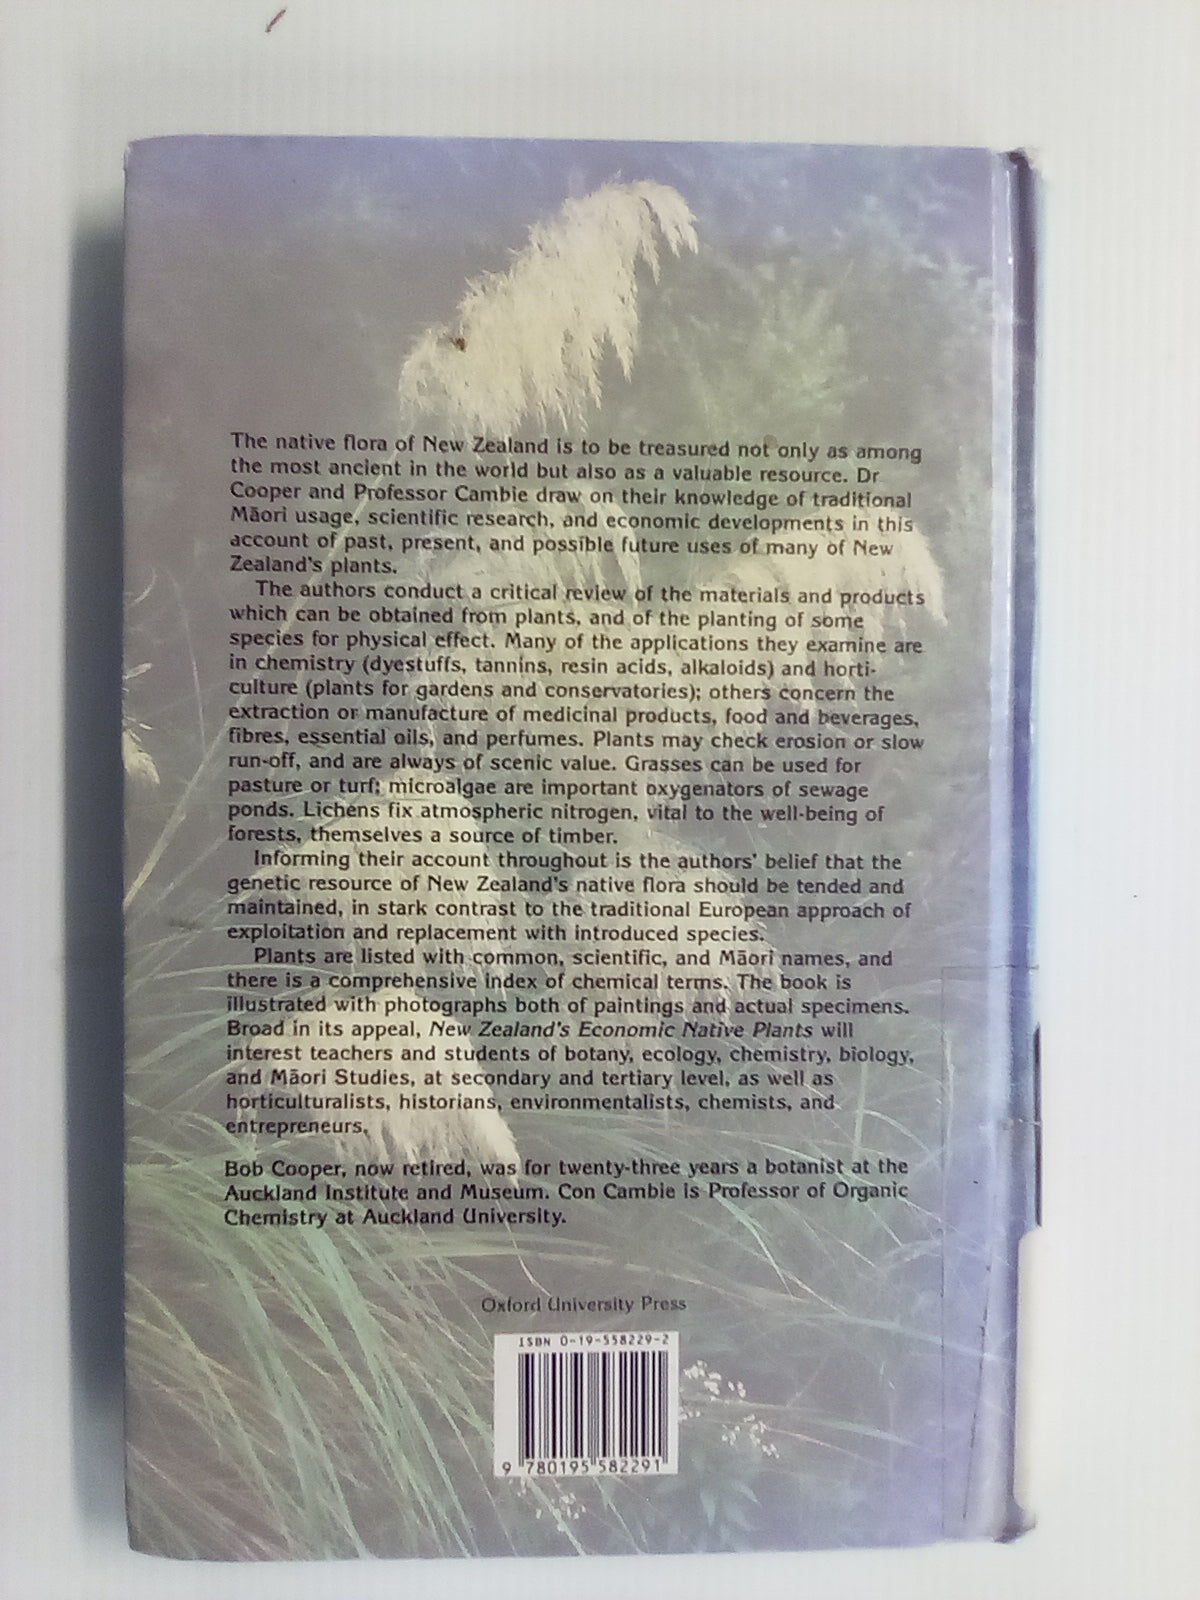 The native flora of New Zealand is to be treasured not only as among
the most ancient in the world but also as a valuable resource. Dr
Cooper and Professor Cambie draw on their knowledge of traditional
Māori usage, scientific research, and economic developments in this
account of past, present, and possible future uses of many of New
Zealand's plants.
The authors conduct a critical review of the materials and products
which can be obtained from plants, and of the planting of some
species for physical effect. Many of the applications they examine are
in chemistry (dyestuffs, tannins, resin acids, alkaloids) and horti-
culture (plants for gardens and conservatories); others concern the
extraction or manufacture of medicinal products, food and beverages,
fibres, essential oils, and perfumes. Plants may check erosion or slow
run-off, and are always of scenic value. Grasses can be used for
pasture or turf; microalgae are important oxygenators of sewage
ponds. Lichens fix atmospheric nitrogen, vital to the well-being of
forests, themselves a source of timber.
Informing their account throughout is the authors' belief that the
genetic resource of New Zealand's native flora should be tended and
maintained, in stark contrast to the traditional European approach of
exploitation and replacement with introduced species.
Plants are listed with common, scientific, and Māori names, and
there is a comprehensive index of chemical terms. The book is
illustrated with photographs both of paintings and actual specimens.
Broad in its appeal, New Zealand's Economic Native Plants will
interest teachers and students of botany, ecology, chemistry, biology,
and Māori Studies, at secondary and tertiary level, as well as
horticulturalists, historians, environmentalists, chemists, and
entrepreneurs.
Bob Cooper, now retired, was for twenty-three years a botanist at the
Auckland Institute and Museum. Con Cambie is Professor of Organic
Chemistry at Auckland University.
Oxford University Press
ISBN 0-19-558229-2
9 780195 582291